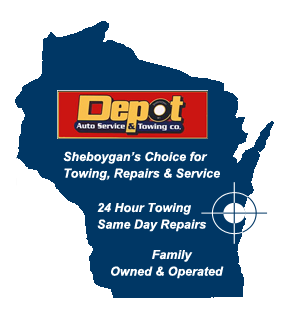 Depot
Auto Service & Towing co.
Sheboygan's Choice for
Towing, Repairs & Service
24 Hour Towing
Same Day Repairs
Family
Owned & Operated